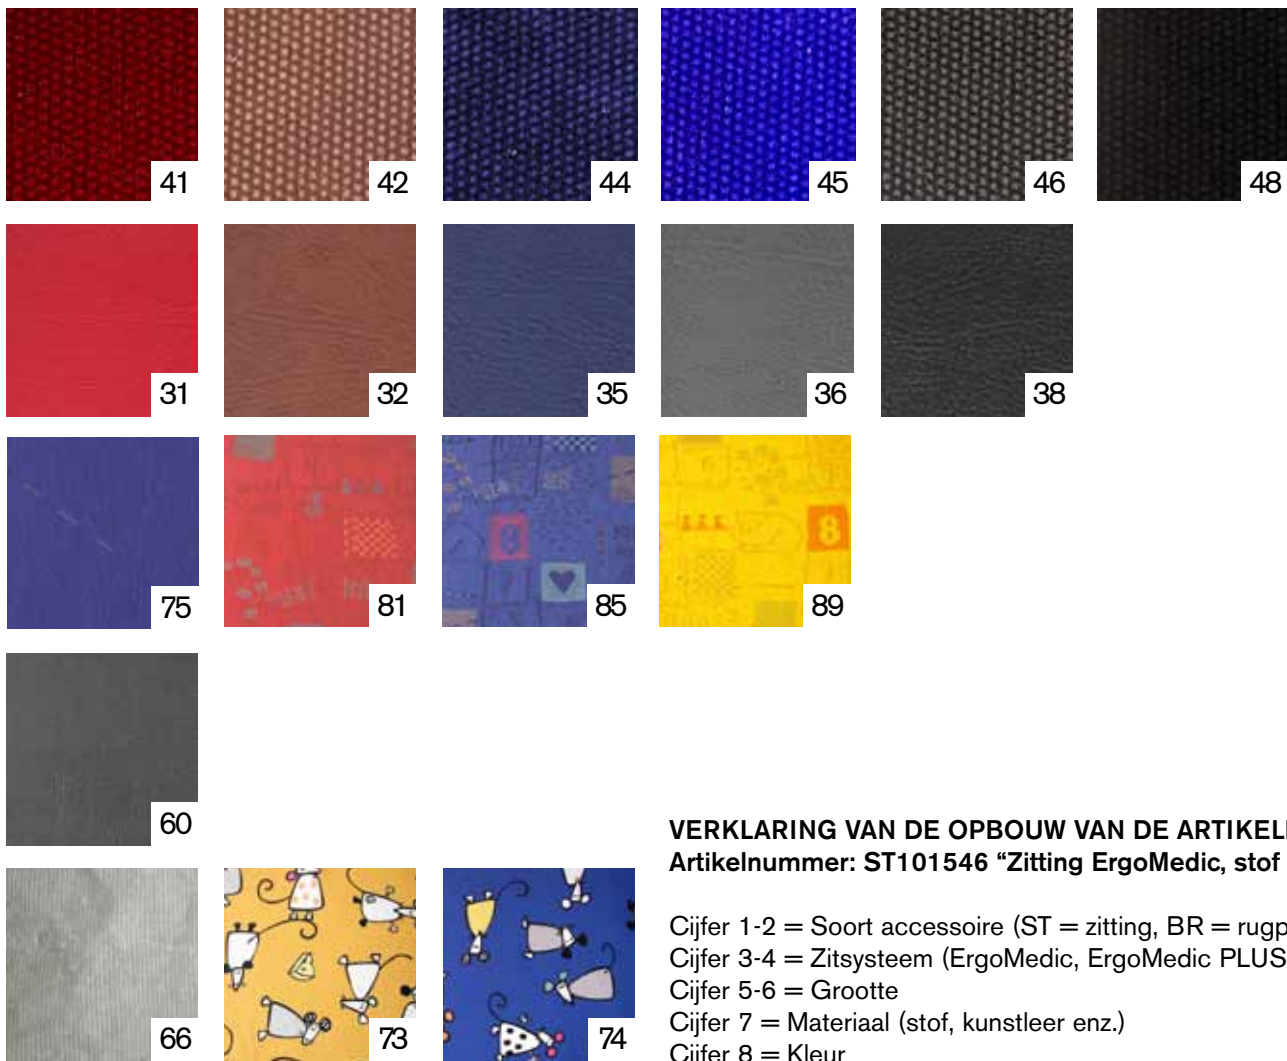 41 42 44 45 46 48
31 32 35 36 38
8
8
75 81 85 89
60
VERKLARING VAN DE OPBOUW VAN DE ARTIKEL
Artikelnummer: ST101546 “Zitting ErgoMedic, stof
Cijfer 1-2 = Soort accessoire (ST = zitting, BR = rugp
Cijfer 3-4 = Zitsysteem (ErgoMedic, ErgoMedic PLUS
Cijfer 5-6 = Grootte
Cijfer 7 = Materiaal (stof, kunstleer enz.)
Cijfer 8 = Kleur
66 73 74